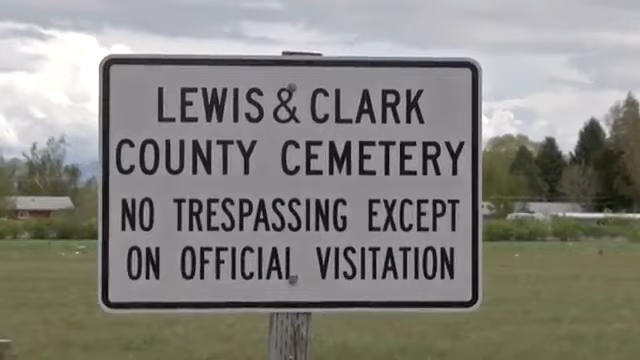 LEWIS & CLARK
COUNTY CEMETERY
NO TRESPASSING EXCEPT
ON OFFICIAL VISITATION